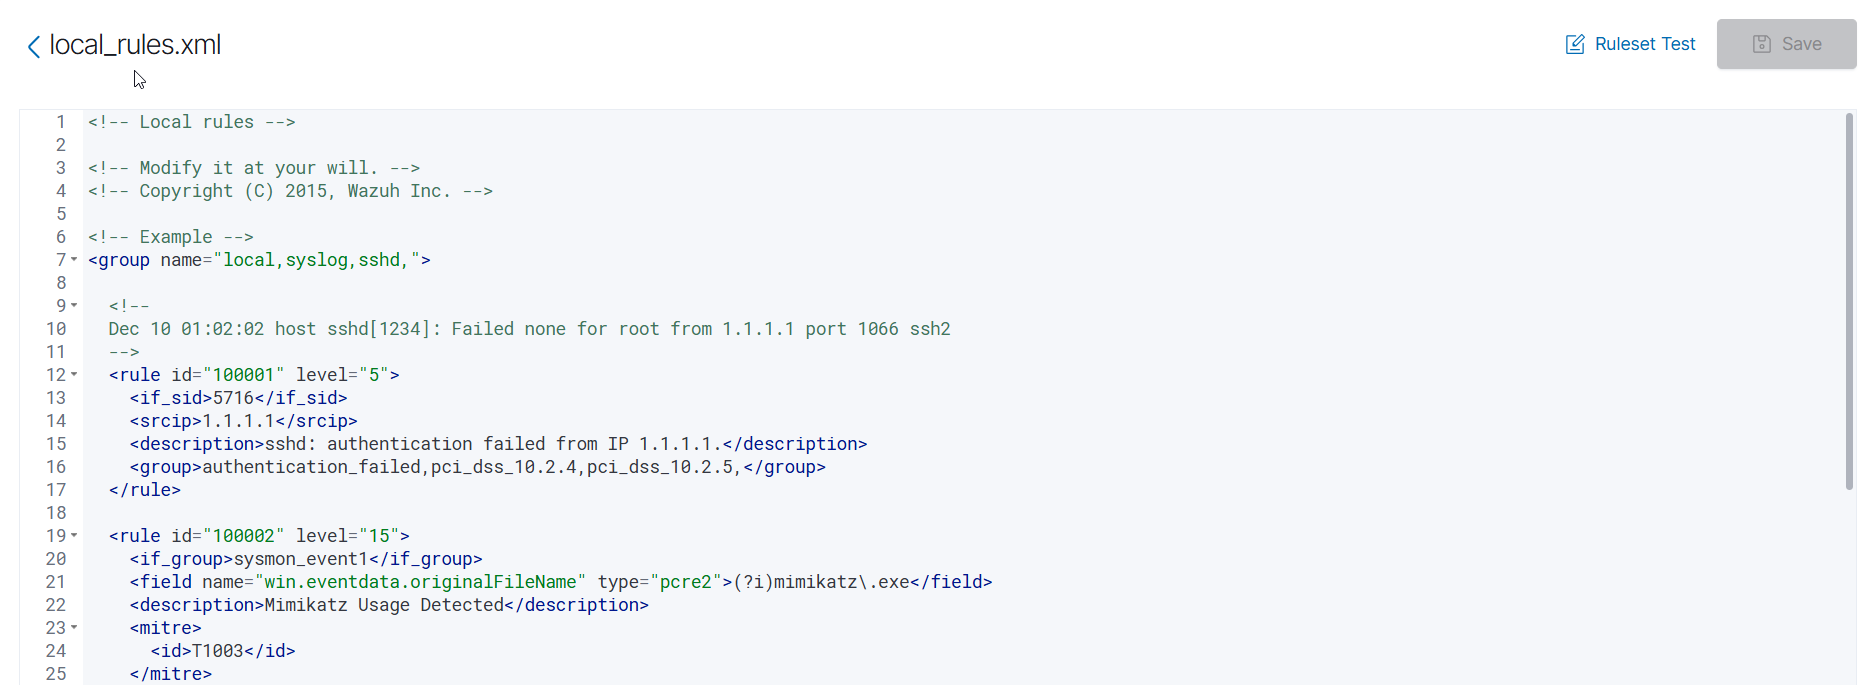 local_rules.xml
Ruleset Test
Save
1 <!-- Local rules -->
2
3 <!-- Modify it at your will. -->
4 <!-- Copyright (C) 2015, Wazuh Inc. -->
5
6 <!-- Example -->
7 <group name="local,syslog,sshd,">
8
9   <!--
10   Dec 10 01:02:02 host sshd[1234]: Failed none for root from 1.1.1.1 port 1066 ssh2
11   -->
12   <rule id="100001" level="5">
13     <if_sid>5716</if_sid>
14     <srcip>1.1.1.1</srcip>
15     <description>sshd: authentication failed from IP 1.1.1.1.</description>
16     <group>authentication_failed,pci_dss_10.2.4,pci_dss_10.2.5,</group>
17   </rule>
18
19   <rule id="100002" level="15">
20     <if_group>sysmon_event1</if_group>
21     <field name="win.eventdata.originalFileName" type="pcre2">(?i)mimikatz\.exe</field>
22     <description>Mimikatz Usage Detected</description>
23     <mitre>
24       <id>T1003</id>
25     </mitre>